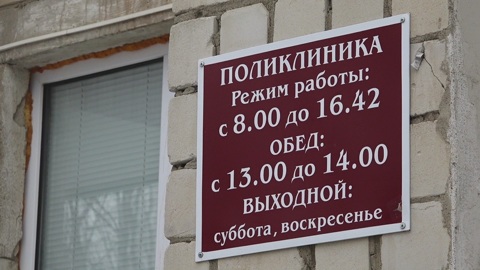 ПОЛИКЛИНИКА
Режим работы:
с 8.00 до 16.42
ОБЕД:
с 13.00 до 14.00
ВЫХОДНОЙ:
суббота, воскресенье